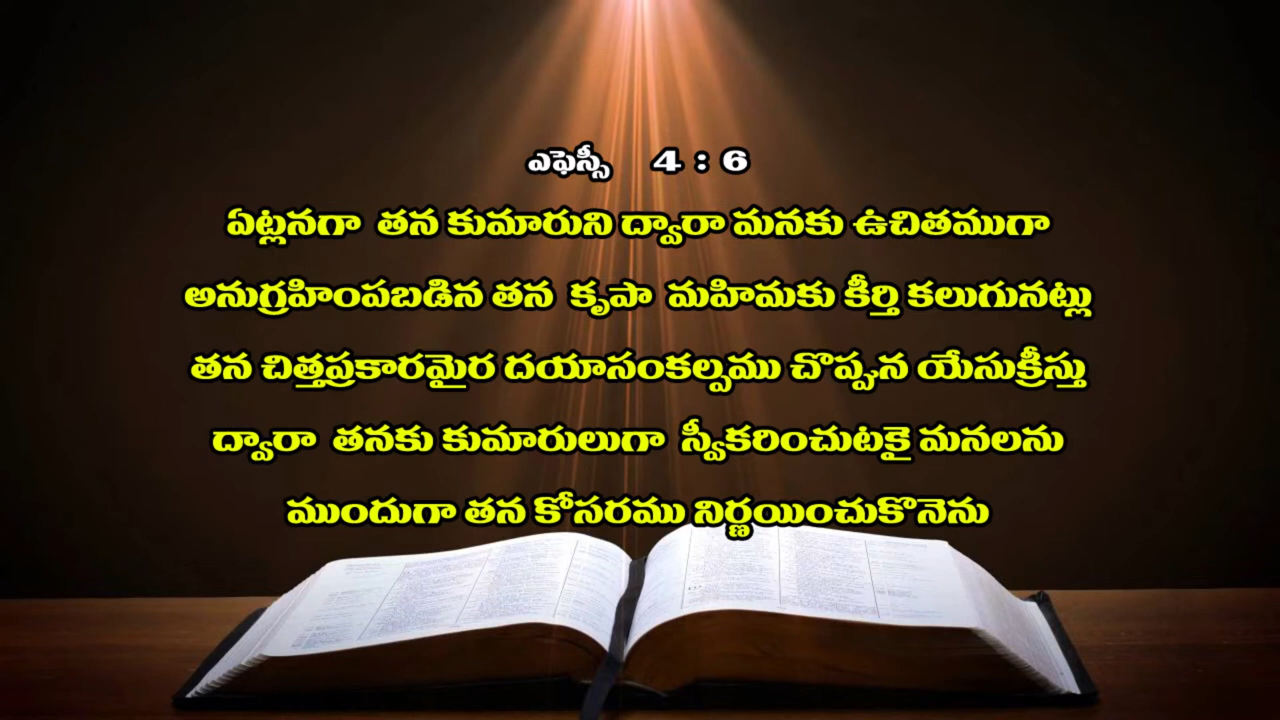 ఎఫెస్సీ 4 : 6
ఏట్లనగా తన కుమారుని ద్వారా మనకు ఉచితముగా
అనుగ్రహింపబడిన తన కృపా మహిమకు కీర్తి కలుగునట్లు
తన చిత్తప్రకారమైర దయాసంకల్పము చొప్పున యేసుక్రీస్తు
ద్వారా తనకు కుమారులుగా స్వీకరించుటకై మనలను
ముందుగా తన కోసరము నిర్ణయించుకొనెను